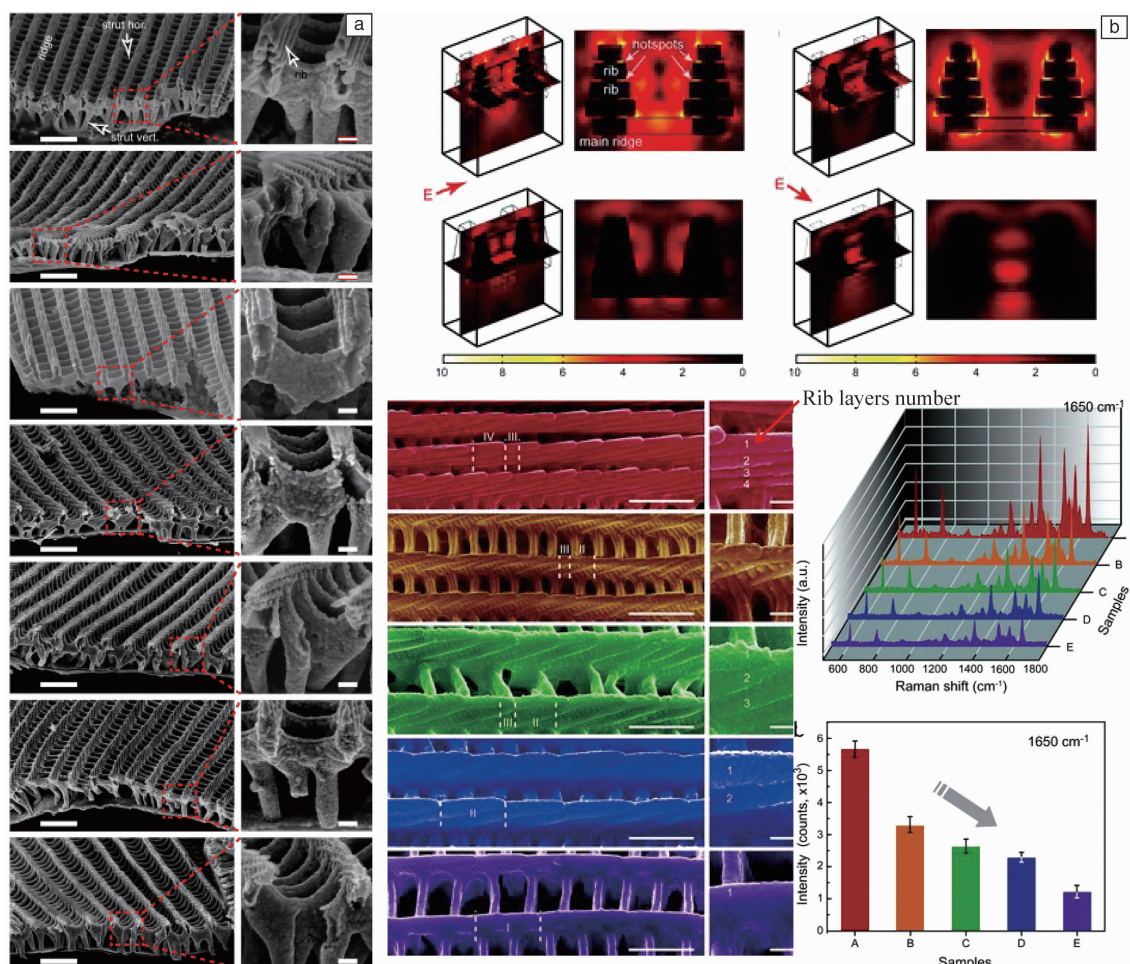 a
strut hor.
ridge
rib
strut vert.
b
hotspots
rib
rib
main ridge
E
E
10 8 6 4 2 0
10 8 6 4 2 0
Rib layers number
IV III
1
2
3
4
III II
1
2
3
III II
1
2
II
1
I
1650 cm-1
Intensity (a.u.)
B
C
D
E
Samples
600 800 1000 1200 1400 1600 1800
Raman shift (cm-1)
1650 cm-1
Intensity (counts, x10³)
6
5
4
3
2
1
0
A B C D E
Samples